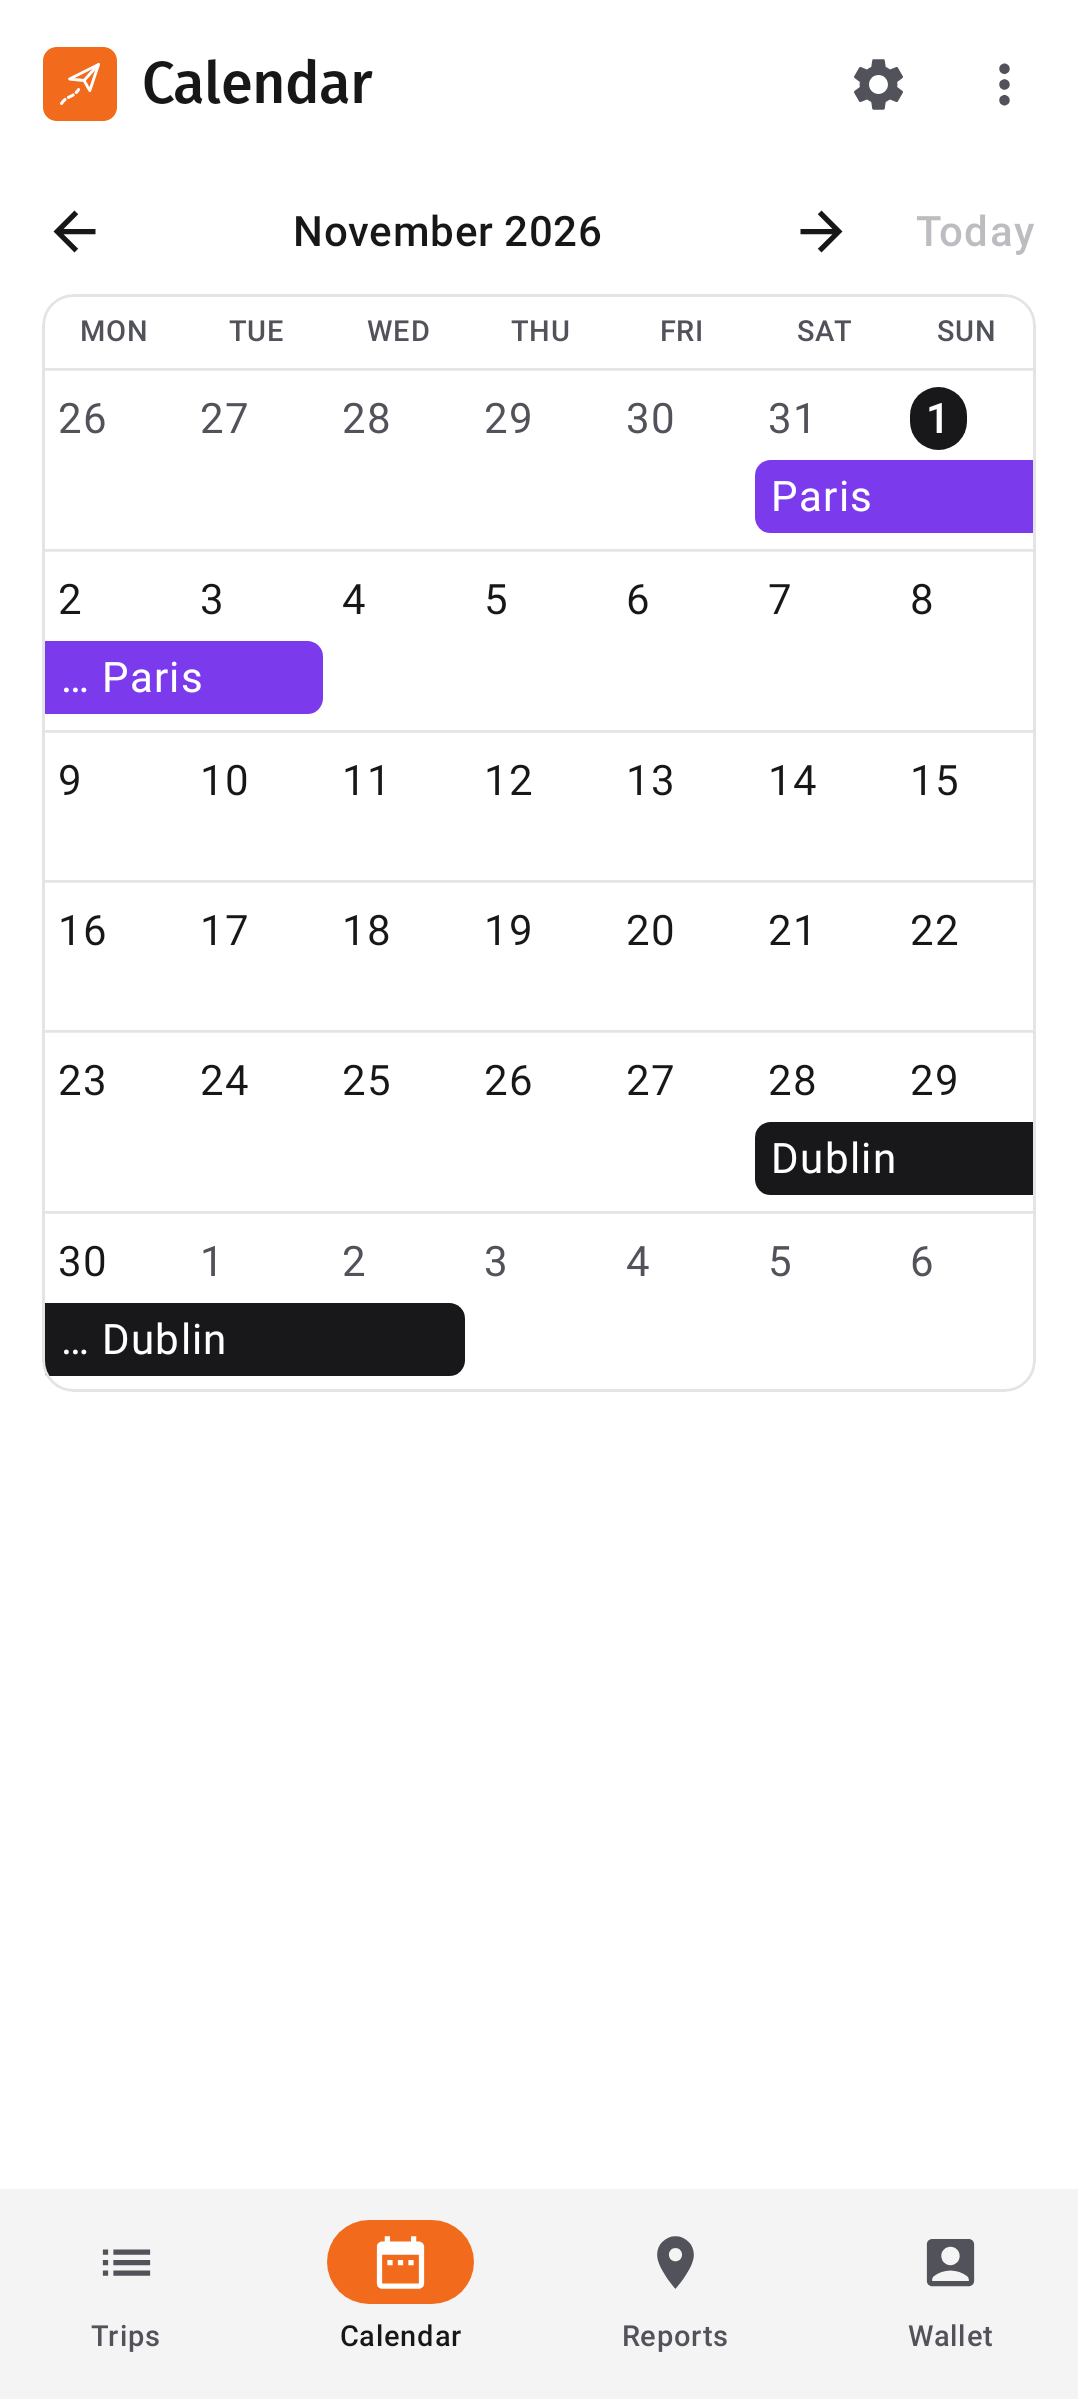 Calendar
November 2026
Today
MON TUE WED THU FRI SAT SUN
26 27 28 29 30 31 1
Paris
2 3 4 5 6 7 8
... Paris
9 10 11 12 13 14 15
16 17 18 19 20 21 22
23 24 25 26 27 28 29
Dublin
30 1 2 3 4 5 6
... Dublin
Trips Calendar Reports Wallet